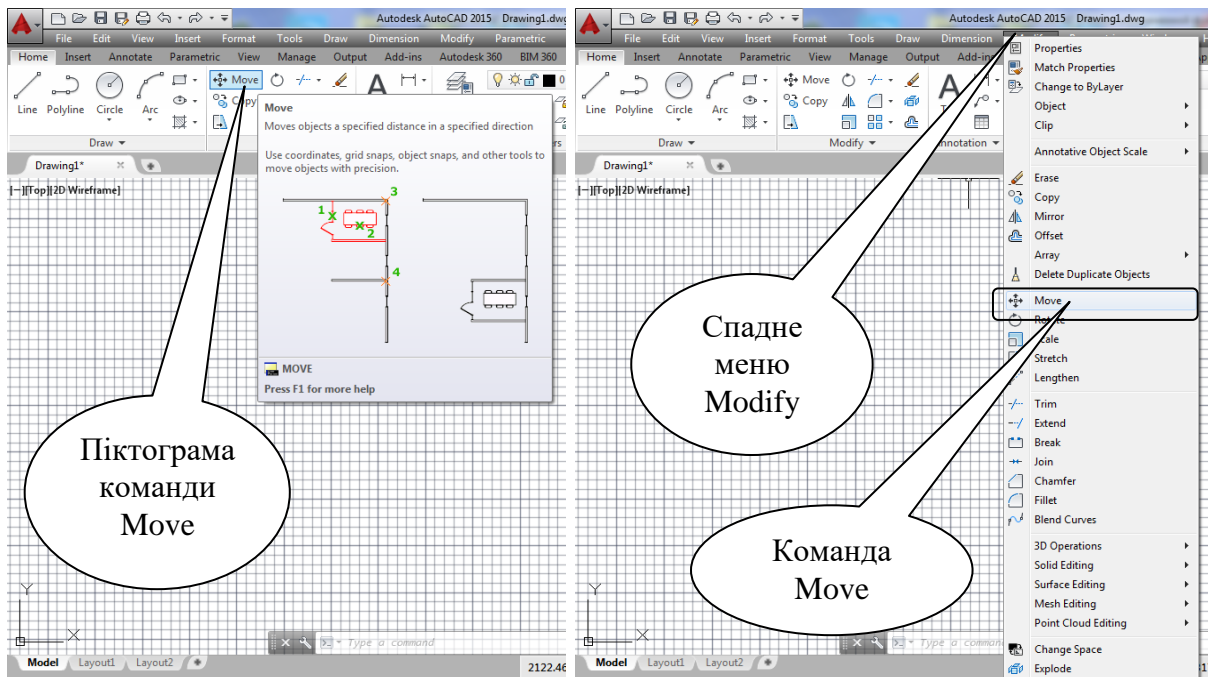 Autodesk AutoCAD 2015 Drawing1.dwg
File Edit View Insert Format Tools Draw Dimension Modify Parametric
Home Insert Annotate Parametric View Manage Output Add-ins Autodesk 360 BIM 360
Move
Copy
Line Polyline Circle Arc
Draw
Drawing1*
[−][Top][2D Wireframe]
Move
Moves objects a specified distance in a specified direction
Use coordinates, grid snaps, object snaps, and other tools to
move objects with precision.
1
2
3
4
MOVE
Press F1 for more help
Піктограма
команди
Move
Y
X
Type a command
Model Layout1 Layout2
2122.46
Autodesk AutoCAD 2015 Drawing1.dwg
File Edit View Insert Format Tools Draw Dimension
Home Insert Annotate Parametric View Manage Output
Move
Copy
Line Polyline Circle Arc
Draw Modify
Drawing1*
[−][Top][2D Wireframe]
Properties
Match Properties
Change to ByLayer
Object
Clip
Annotative Object Scale
Erase
Copy
Mirror
Offset
Array
Delete Duplicate Objects
Move
Rotate
Scale
Stretch
Lengthen
Trim
Extend
Break
Join
Chamfer
Fillet
Blend Curves
3D Operations
Solid Editing
Surface Editing
Mesh Editing
Point Cloud Editing
Change Space
Explode
Спадне
меню
Modify
Команда
Move
Y
X
Type a command
Model Layout1 Layout2